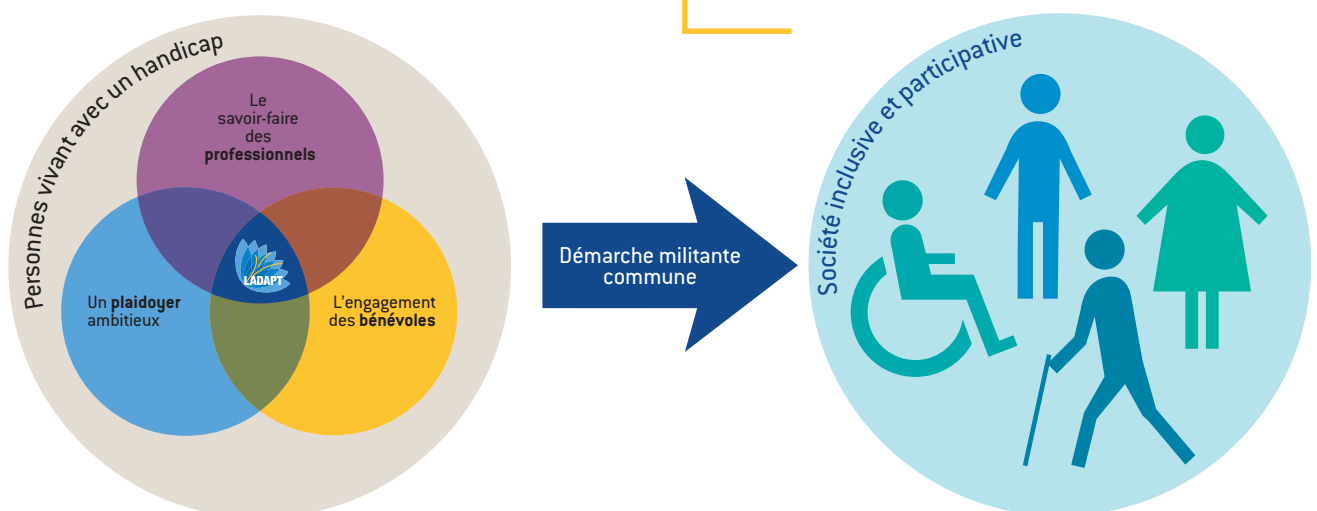 Personnes vivant avec un handicap
Le
savoir-faire
des
professionnels
Un plaidoyer
ambitieux
L'ADAPT
L'engagement
des bénévoles
Démarche militante
commune
Société inclusive et participative